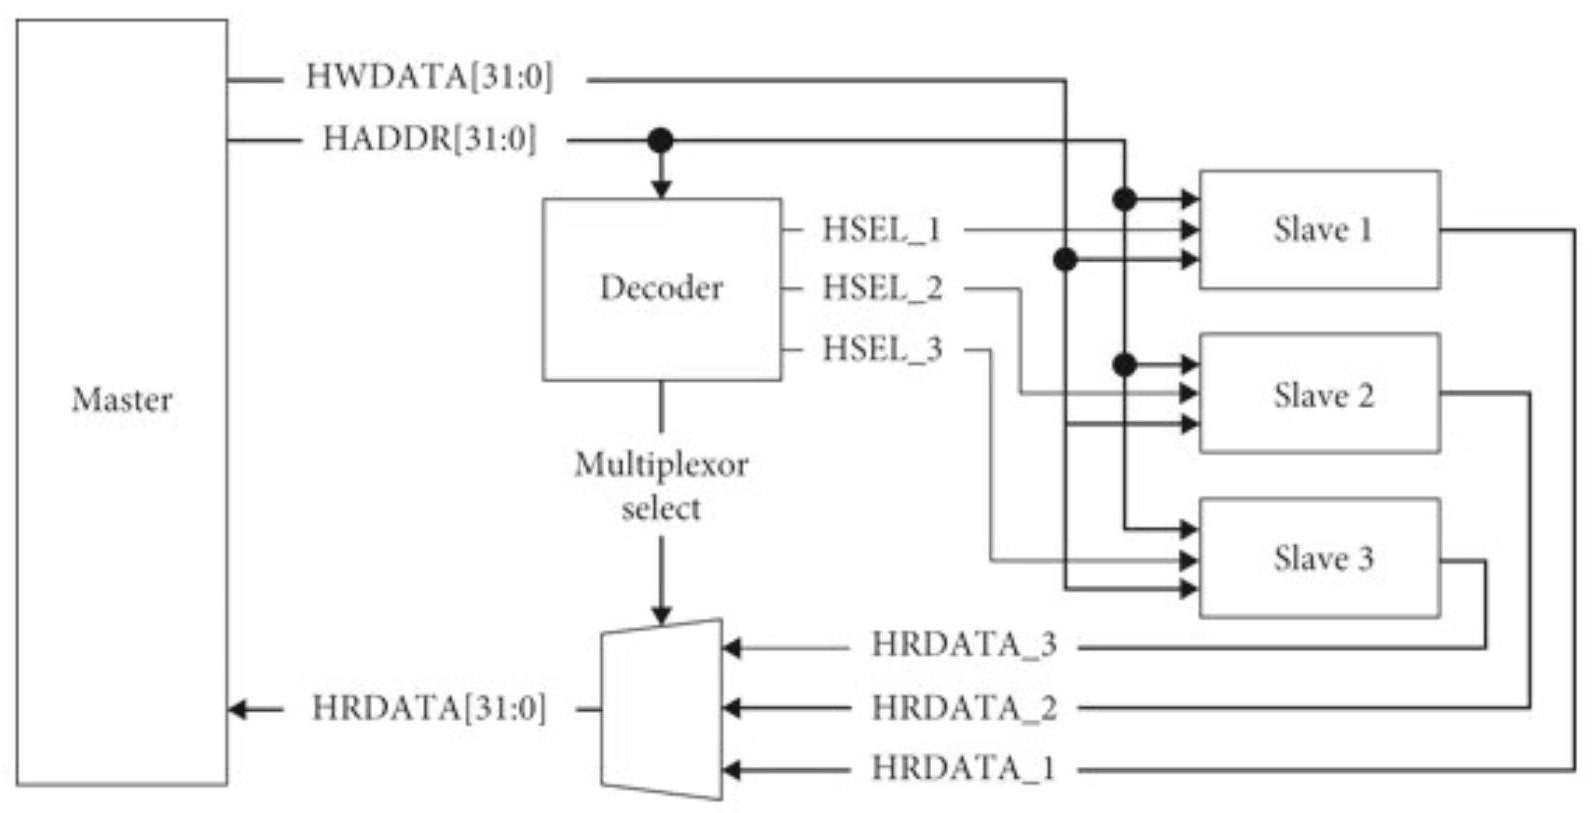 HWDATA[31:0]
HADDR[31:0]
HSEL_1
Slave 1
Decoder
HSEL_2
HSEL_3
Master
Slave 2
Multiplexor
select
Slave 3
HRDATA_3
HRDATA[31:0]
HRDATA_2
HRDATA_1